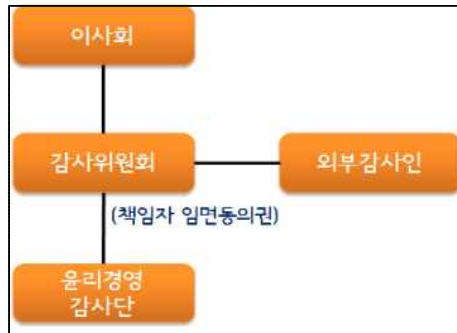 이사회
감사위원회
외부감사인
(책임자 임면동의권)
윤리경영
감사단